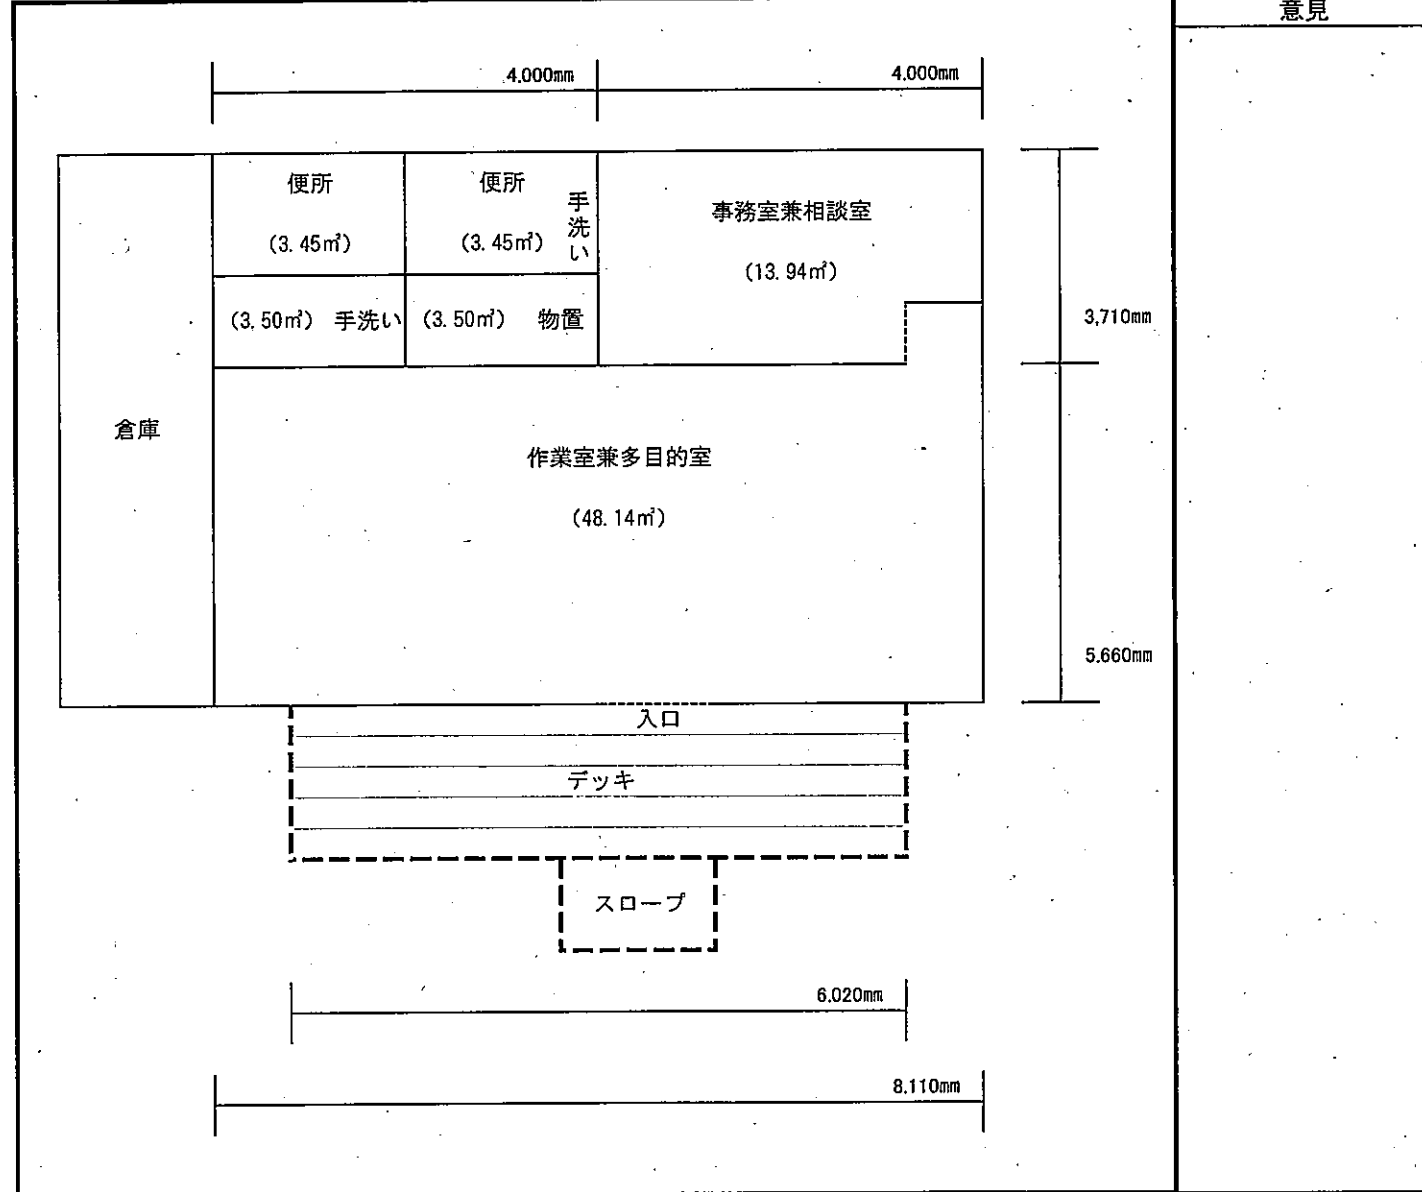 意見
4.000㎜
4.000㎜
便所
(3.45㎡)
便所
(3.45㎡)
手洗い
事務室兼相談室
(13.94㎡)
(3.50㎡) 手洗い
(3.50㎡) 物置
3,710㎜
倉庫
作業室兼多目的室
(48.14㎡)
5.660㎜
入口
デッキ
スロープ
6.020㎜
8.110㎜